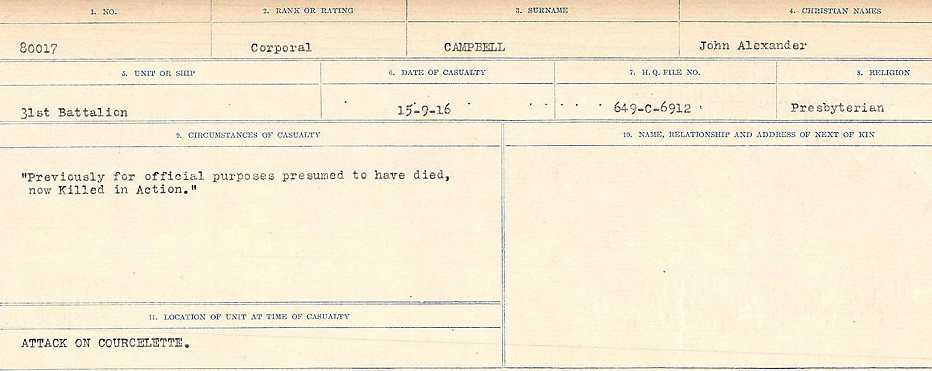 1. NO.
2. RANK OR RATING
3. SURNAME
4. CHRISTIAN NAMES
80017
Corporal
CAMPBELL
John Alexander
5. UNIT OR SHIP
6. DATE OF CASUALTY
7. H. Q. FILE NO.
8. RELIGION
31st Battalion
15-9-16
649-C-6912
Presbyterian
9. CIRCUMSTANCES OF CASUALTY
10. NAME, RELATIONSHIP AND ADDRESS OF NEXT OF KIN
"Previously for official purposes presumed to have died,
now Killed in Action."
11. LOCATION OF UNIT AT TIME OF CASUALTY
ATTACK ON COURCELETTE.